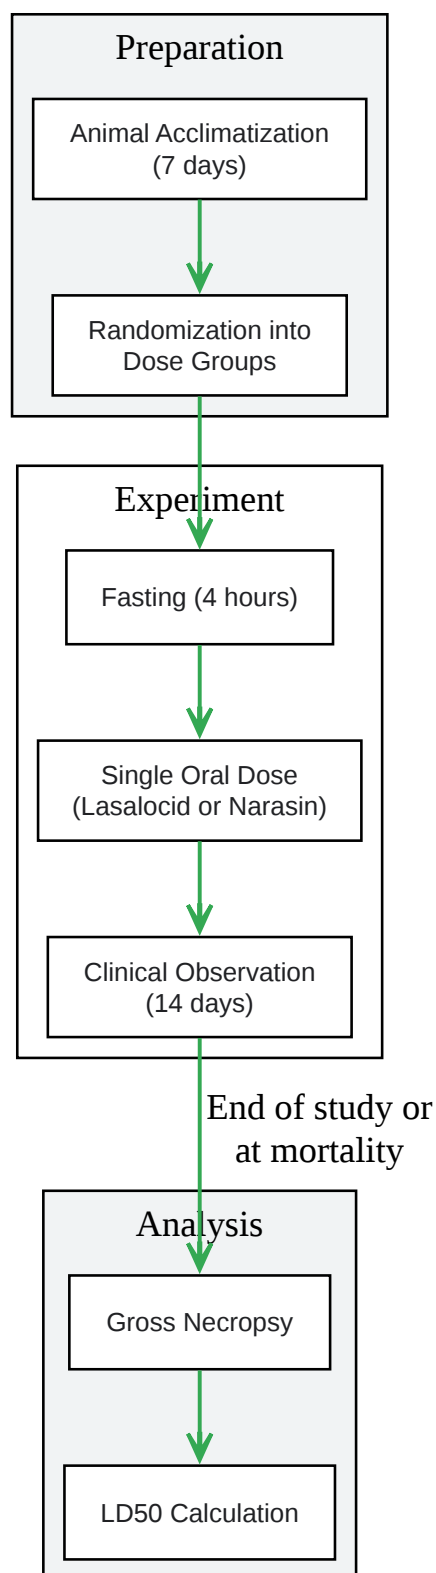 Preparation
Animal Acclimatization
(7 days)
Randomization into
Dose Groups
Experiment
Fasting (4 hours)
Single Oral Dose
(Lasalocid or Narasin)
Clinical Observation
(14 days)
End of study or
at mortality
Analysis
Gross Necropsy
LD50 Calculation